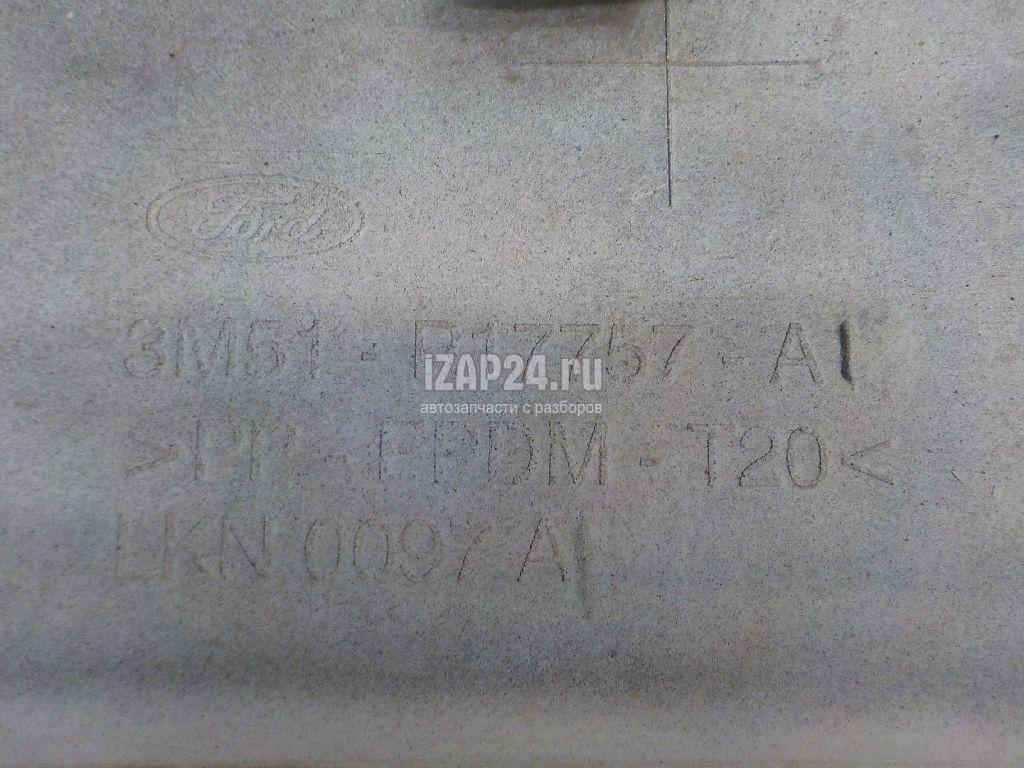 Ford
3M51 - R17757 - A
iZAP24.ru
автозапчасти с разборов
>PP - EPDM - T20<
LKN 0097 A